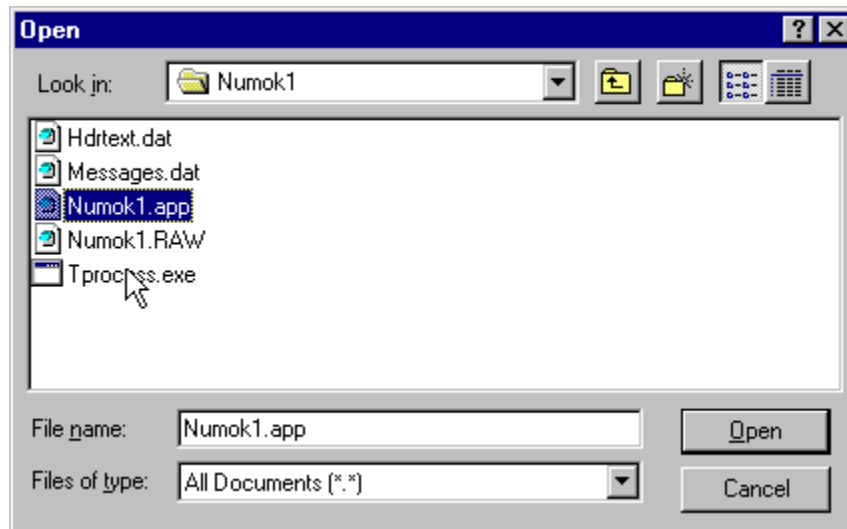 Open
Look in: Numok1
Hdrtext.dat
Messages.dat
Numok1.app
Numok1.RAW
Tprocess.exe
File name: Numok1.app Open
Files of type: All Documents (*.*) Cancel